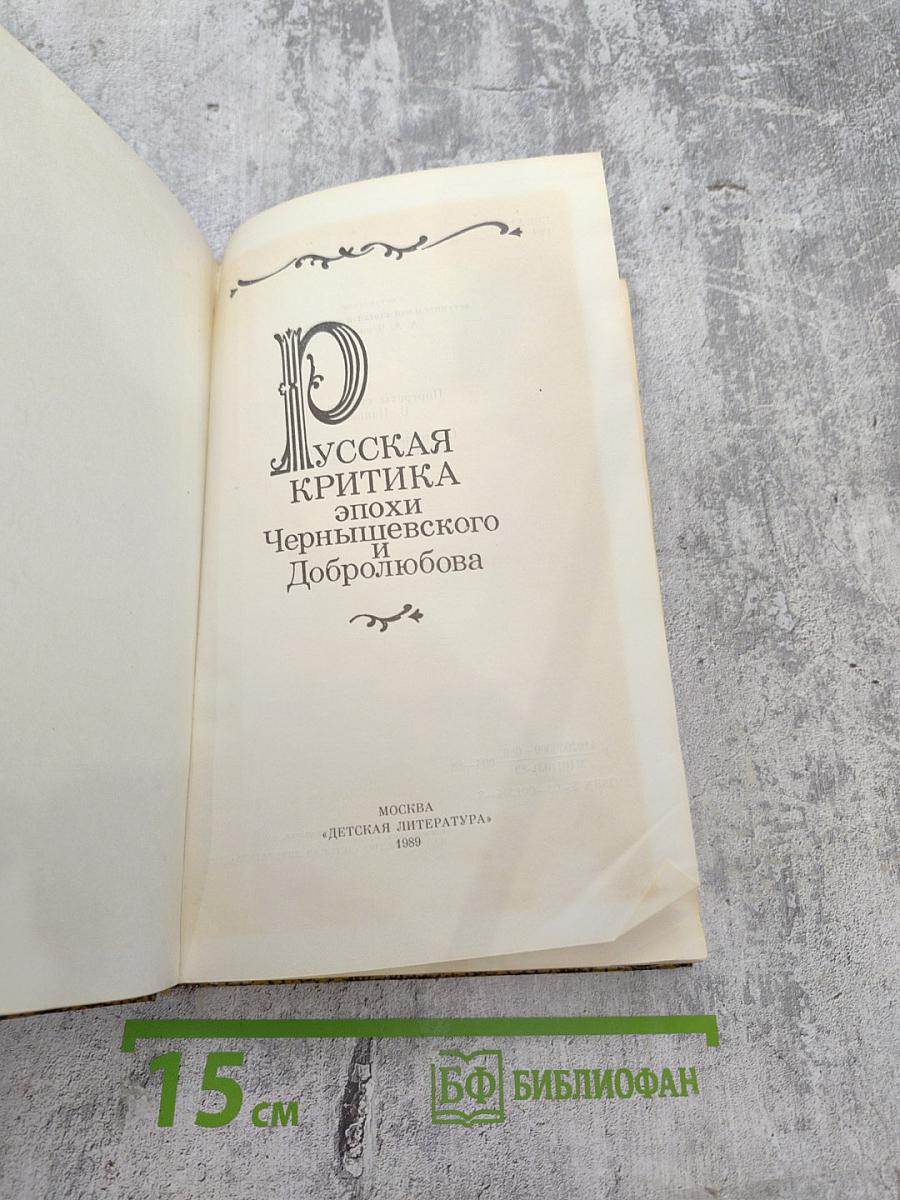 РУССКАЯ
КРИТИКА
эпохи
Чернышевского
и
Добролюбова
МОСКВА
«ДЕТСКАЯ ЛИТЕРАТУРА»
1989
15 см
БФ БИБЛИОФАН